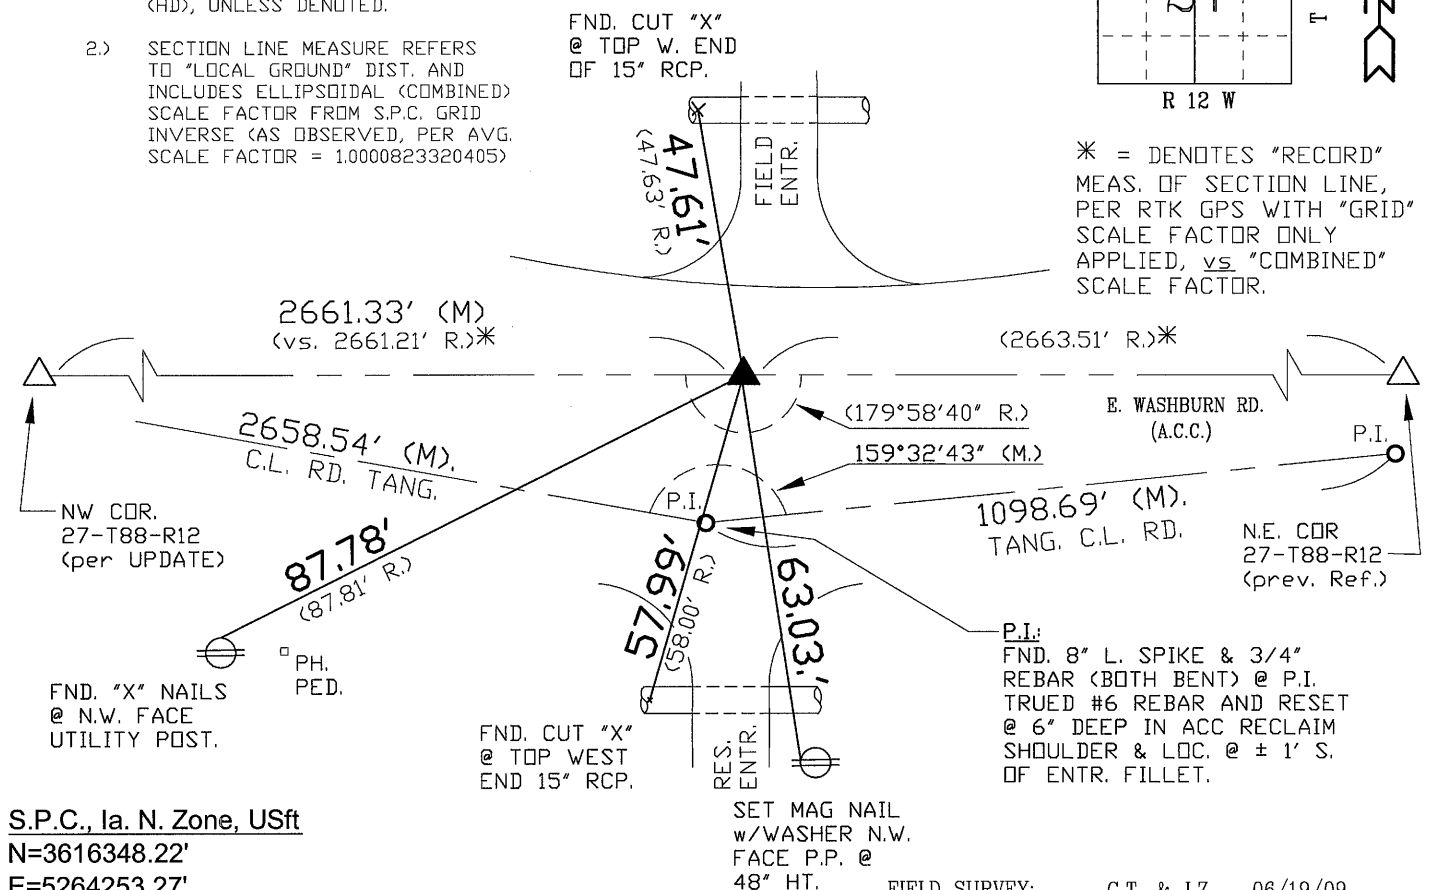 (HD), UNLESS DENOTED.
2.) SECTION LINE MEASURE REFERS
TO "LOCAL GROUND" DIST. AND
INCLUDES ELLIPSOIDAL (COMBINED)
SCALE FACTOR FROM S.P.C. GRID
INVERSE (AS OBSERVED, PER AVG.
SCALE FACTOR = 1.0000823320405)
FND. CUT "X"
@ TOP W. END
OF 15" RCP.
R 12 W
T
N
47.61'
(47.63' R.)
FIELD
ENTR.
* = DENOTES "RECORD"
MEAS. OF SECTION LINE,
PER RTK GPS WITH "GRID"
SCALE FACTOR ONLY
APPLIED, vs "COMBINED"
SCALE FACTOR.
2661.33' (M)
(vs. 2661.21' R.)*
(2663.51' R.)*
(179°58'40" R.)
159°32'43" (M.)
E. WASHBURN RD.
(A.C.C.)
P.I.
2658.54' (M).
C.L. RD. TANG.
P.I.
1098.69' (M).
TANG. C.L. RD.
NW COR.
27-T88-R12
(per UPDATE)
N.E. COR
27-T88-R12
(prev. Ref.)
87.78'
(87.81' R.)
57.99'
(58.00' R.)
63.03'
P.I.:
FND. 8" L. SPIKE & 3/4"
REBAR (BOTH BENT) @ P.I.
TRUED #6 REBAR AND RESET
@ 6" DEEP IN ACC RECLAIM
SHOULDER & LOC. @ ± 1' S.
OF ENTR. FILLET.
PH.
PED.
FND. "X" NAILS
@ N.W. FACE
UTILITY POST.
FND. CUT "X"
@ TOP WEST
END 15" RCP.
RES.
ENTR.
SET MAG NAIL
w/WASHER N.W.
FACE P.P. @
48" HT.
S.P.C., Ia. N. Zone, USft
N=3616348.22'
E=5264253.27'
FIELD SURVEY: C.T. & J.Z. 06/19/09